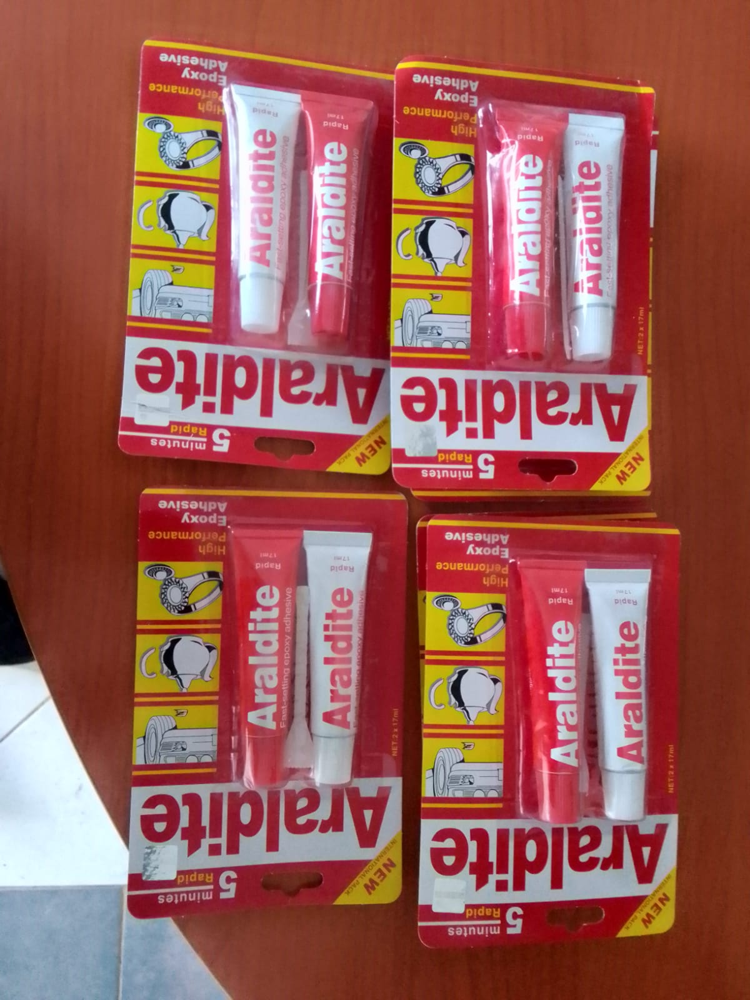 5 minutes
Rapid
NEW
INTERNATIONAL PACK
Araldite
Araldite
Fast-setting epoxy adhesive
Rapid
17ml
Araldite
Fast-setting epoxy adhesive
Rapid
17ml
High
Performance
Epoxy
Adhesive
5 minutes
Rapid
NEW
INTERNATIONAL PACK
Araldite
NET:2 x 17ml
Araldite
Fast-setting epoxy adhesive
Rapid
17ml
Araldite
Fast-setting epoxy adhesive
Rapid
17ml
High
Performance
Epoxy
Adhesive
5 minutes
Rapid
NEW
INTERNATIONAL PACK
Araldite
NET:2 x 17ml
Araldite
Fast-setting epoxy adhesive
Rapid
17ml
Araldite
Fast-setting epoxy adhesive
Rapid
17ml
High
Performance
Epoxy
Adhesive
5 minutes
Rapid
NEW
INTERNATIONAL PACK
Araldite
NET:2 x 17ml
Araldite
Rapid
17ml
Araldite
Rapid
17ml
High
Performance
Epoxy
Adhesive